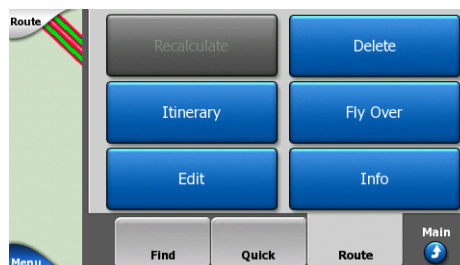 Route
Recalculate
Delete
Itinerary
Fly Over
Edit
Info
Find
Quick
Route
Main
Menu